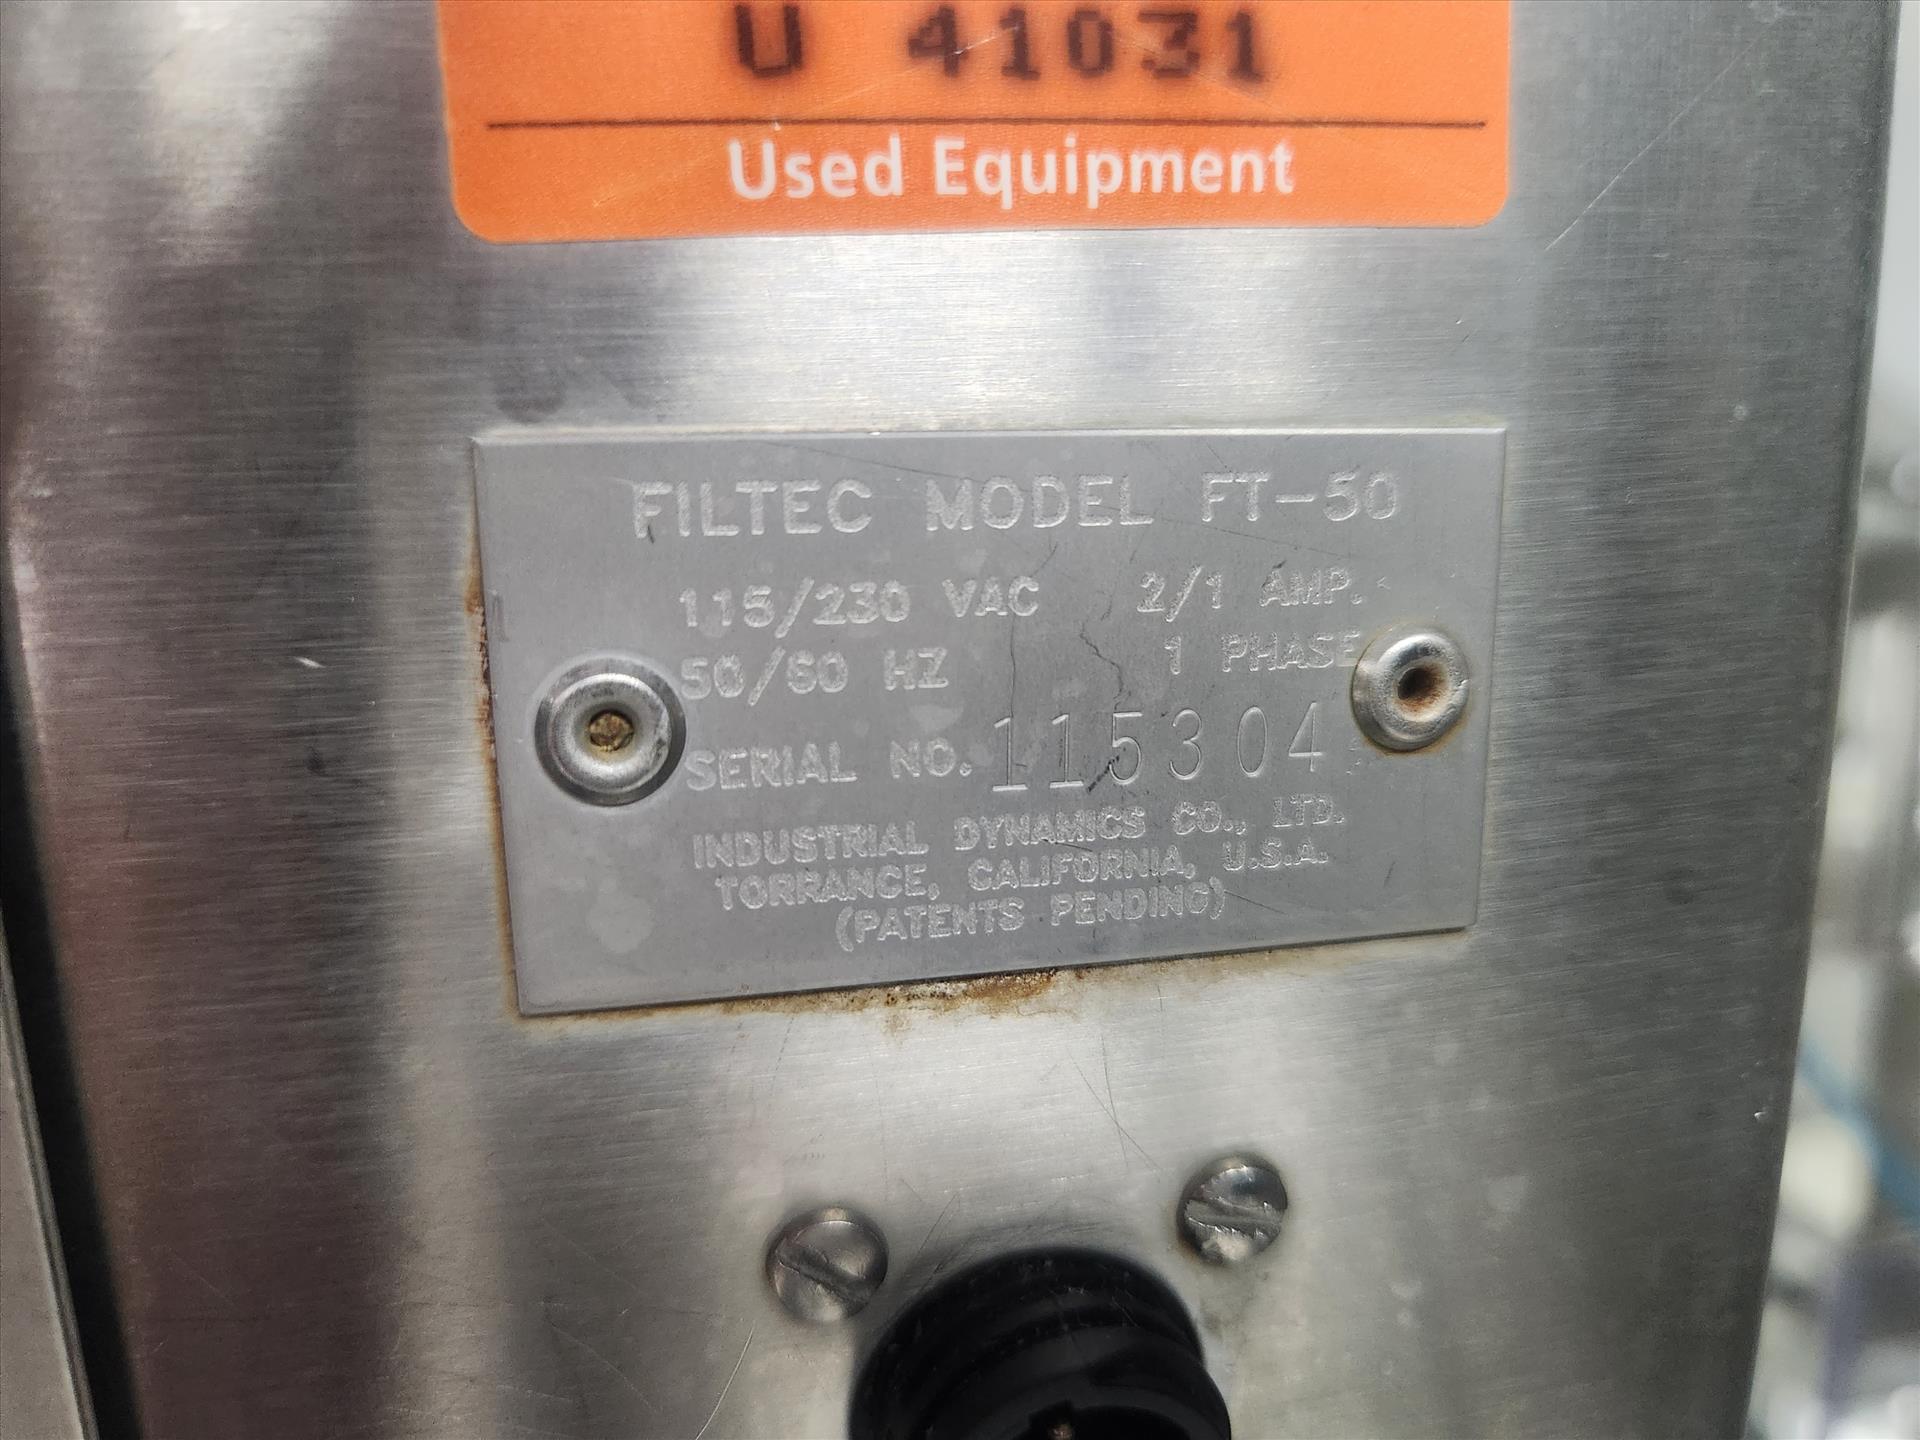 U 41031
Used Equipment
FILTEC MODEL FT-50
115/230 VAC 2/1 AMP.
50/60 HZ 1 PHASE
SERIAL NO. 115304
INDUSTRIAL DYNAMICS CO., LTD.
TORRANCE, CALIFORNIA, U.S.A.
(PATENTS PENDING)